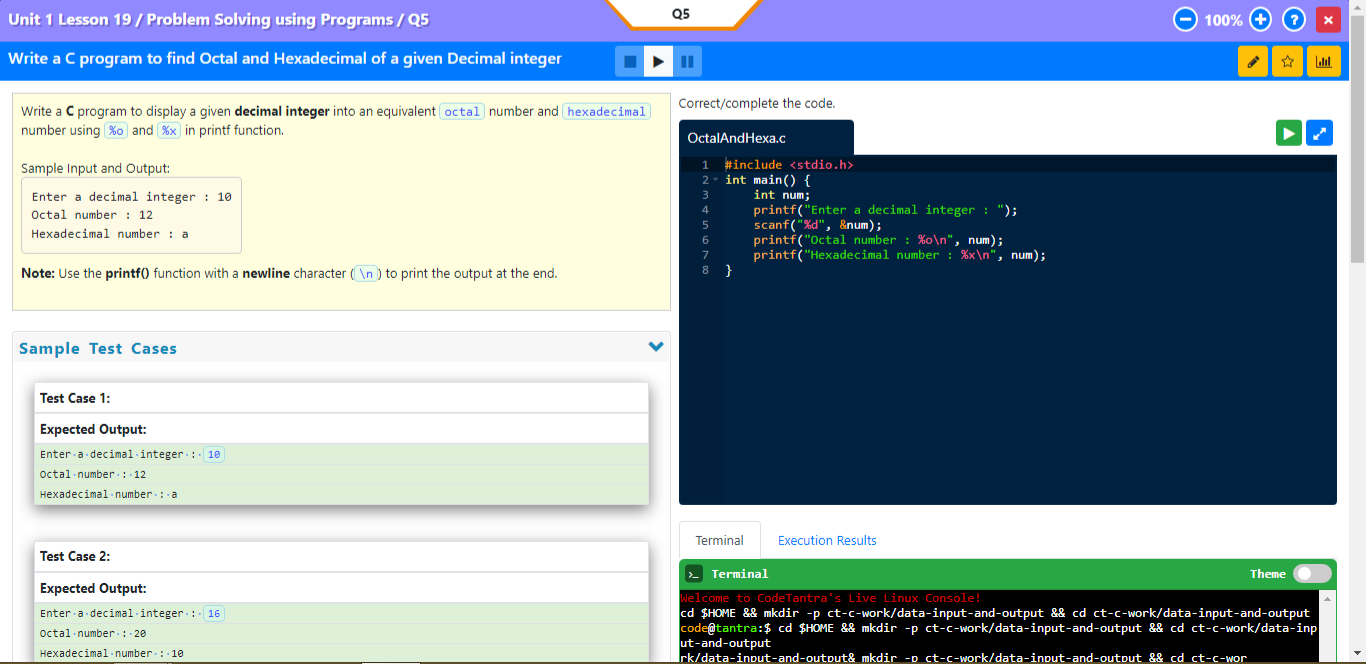 Unit 1 Lesson 19 / Problem Solving using Programs / Q5
Q5
100%
?
Write a C program to find Octal and Hexadecimal of a given Decimal integer
Write a C program to display a given decimal integer into an equivalent octal number and hexadecimal
number using %o and %x in printf function.
Sample Input and Output:
Enter a decimal integer : 10
Octal number : 12
Hexadecimal number : a
Note: Use the printf() function with a newline character (\n) to print the output at the end.
Sample Test Cases
Test Case 1:
Expected Output:
Enter·a·decimal·integer·:·10
Octal·number·:·12
Hexadecimal·number·:·a
Test Case 2:
Expected Output:
Enter·a·decimal·integer·:·16
Octal·number·:·20
Hexadecimal·number·:·10
Correct/complete the code.
OctalAndHexa.c
1 #include <stdio.h>
2 int main() {
3 int num;
4 printf("Enter a decimal integer : ");
5 scanf("%d", &num);
6 printf("Octal number : %o\n", num);
7 printf("Hexadecimal number : %x\n", num);
8 }
Terminal
Execution Results
Terminal
Theme
Welcome to CodeTantra's Live Linux Console!
cd $HOME && mkdir -p ct-c-work/data-input-and-output && cd ct-c-work/data-input-and-output
code@tantra:$ cd $HOME && mkdir -p ct-c-work/data-input-and-output && cd ct-c-work/data-inp
ut-and-output
rk/data-input-and-output& mkdir -p ct-c-work/data-input-and-output && cd ct-c-wor